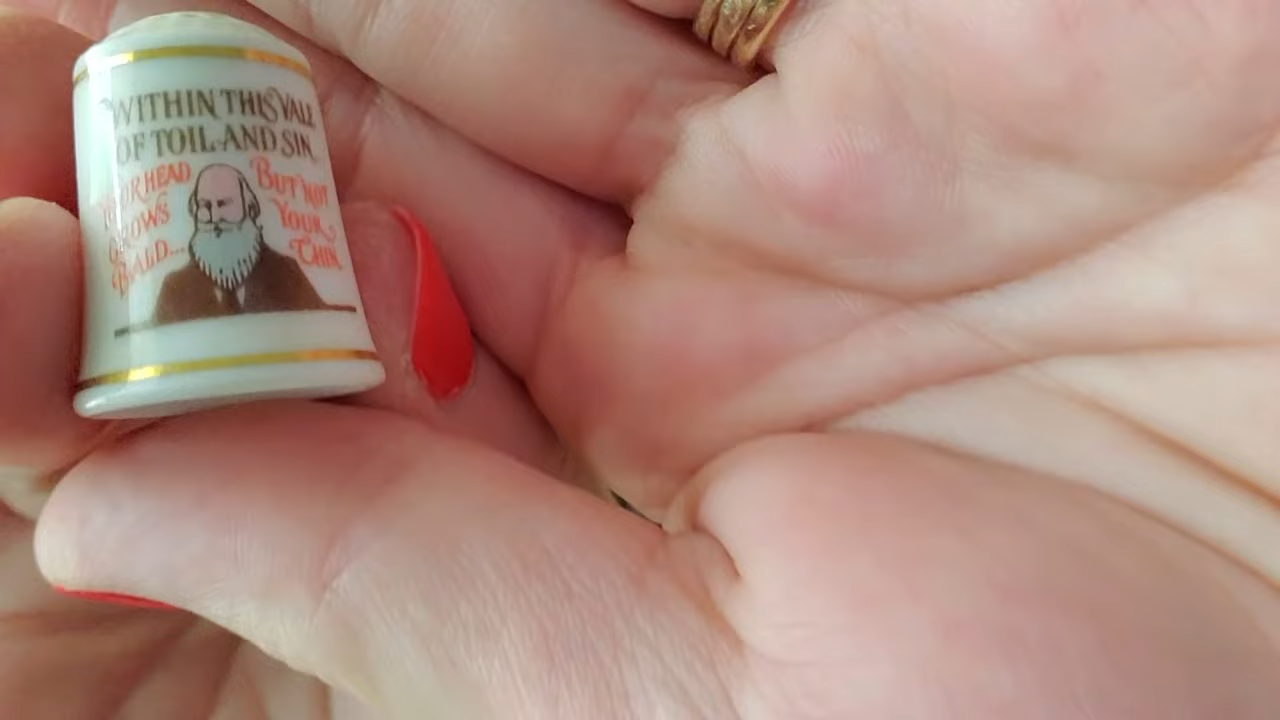 WITHIN THIS VALE
OF TOIL AND SIN
YOUR HEAD
GROWS
BALD...
BUT NOT
YOUR
CHIN